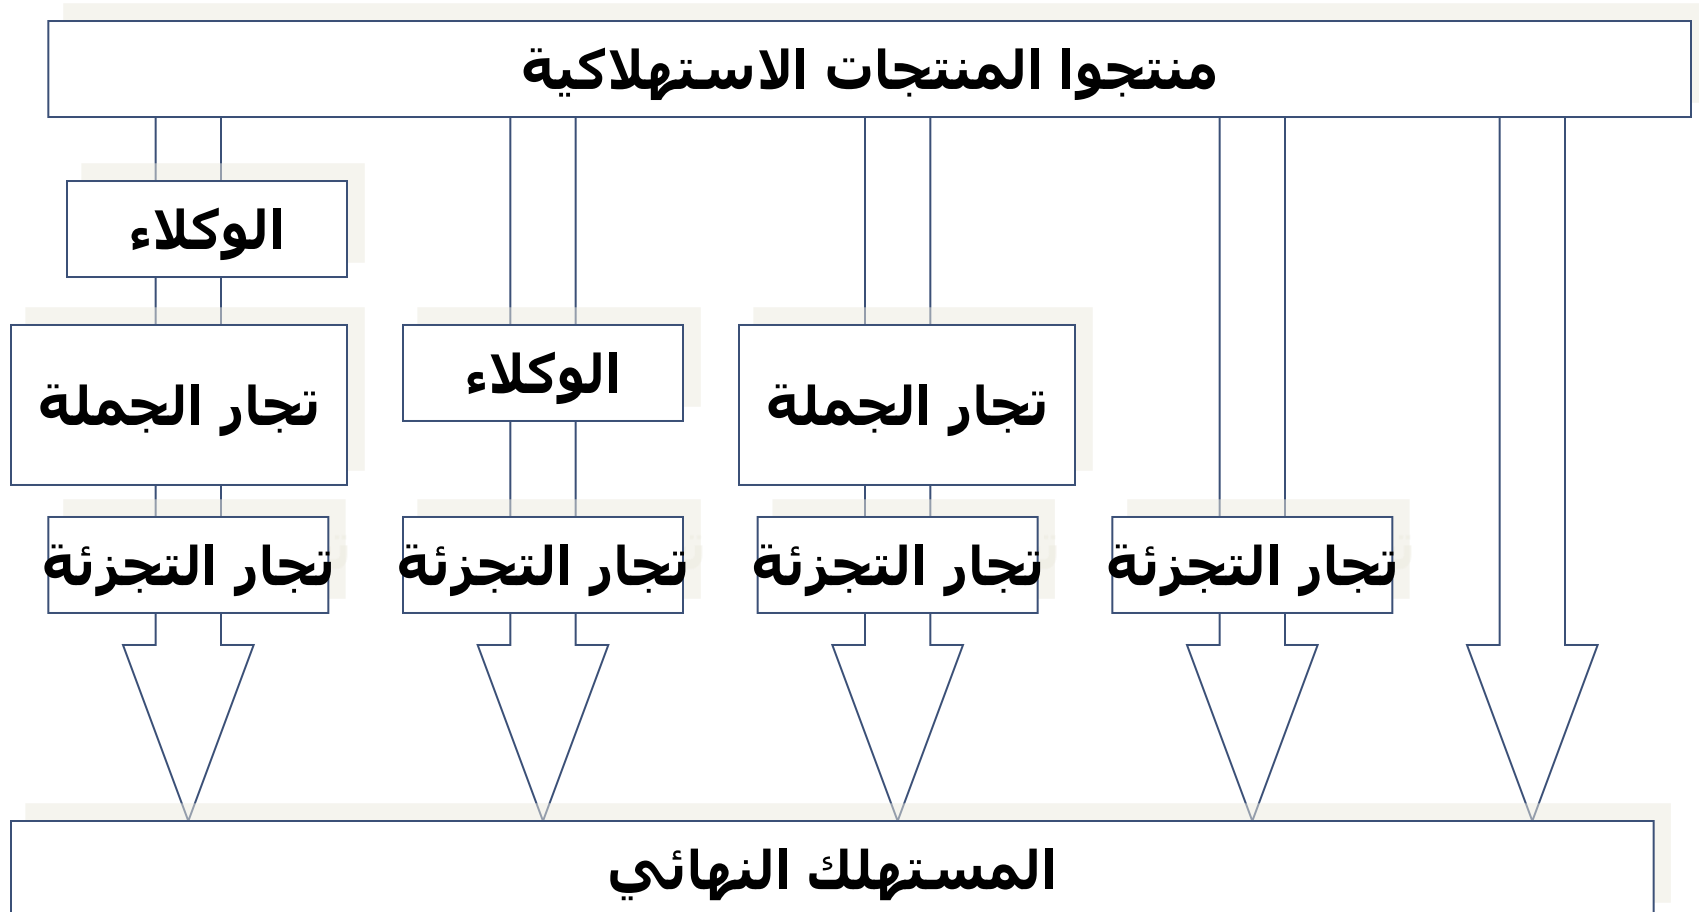 منتجوا المنتجات الاستهلاكية
الوكلاء
تجار الجملة
الوكلاء
تجار الجملة
تجار التجزئة
تجار التجزئة
تجار التجزئة
تجار التجزئة
المستهلك النهائي